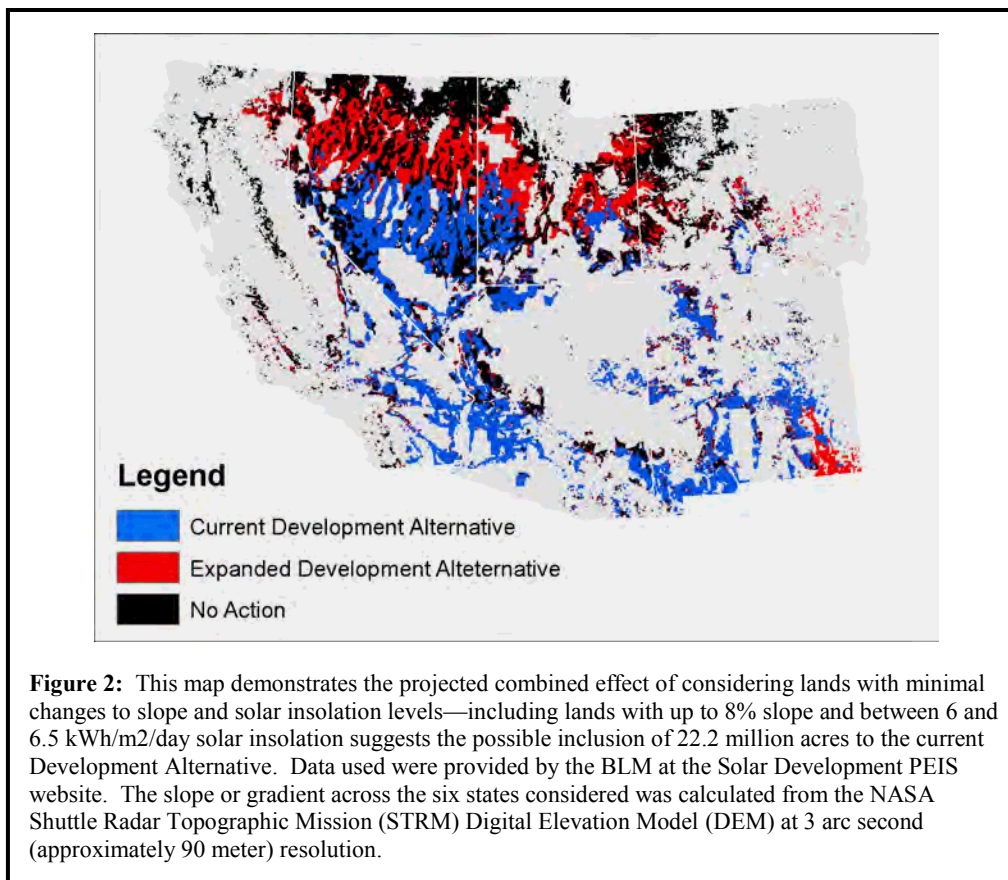 Legend
Current Development Alternative
Expanded Development Alteternative
No Action
Figure 2: This map demonstrates the projected combined effect of considering lands with minimal
changes to slope and solar insolation levels—including lands with up to 8% slope and between 6 and
6.5 kWh/m2/day solar insolation suggests the possible inclusion of 22.2 million acres to the current
Development Alternative. Data used were provided by the BLM at the Solar Development PEIS
website. The slope or gradient across the six states considered was calculated from the NASA
Shuttle Radar Topographic Mission (STRM) Digital Elevation Model (DEM) at 3 arc second
(approximately 90 meter) resolution.